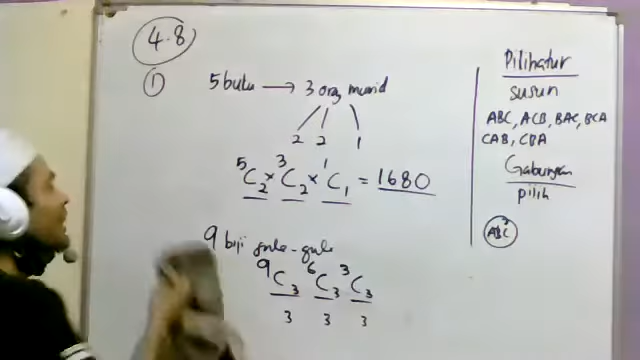 4.8
① 5 buku → 3 org murid
2 2 1
⁵C₂ × ³C₂ × ¹C₁ = 1680
9 biji gula-gula
⁹C₃ ⁶C₃ ³C₃
3 3 3
Pilihatur
susun
ABC, ACB, BAC, BCA
CAB, CBA
Gabungan
pilih
ABC